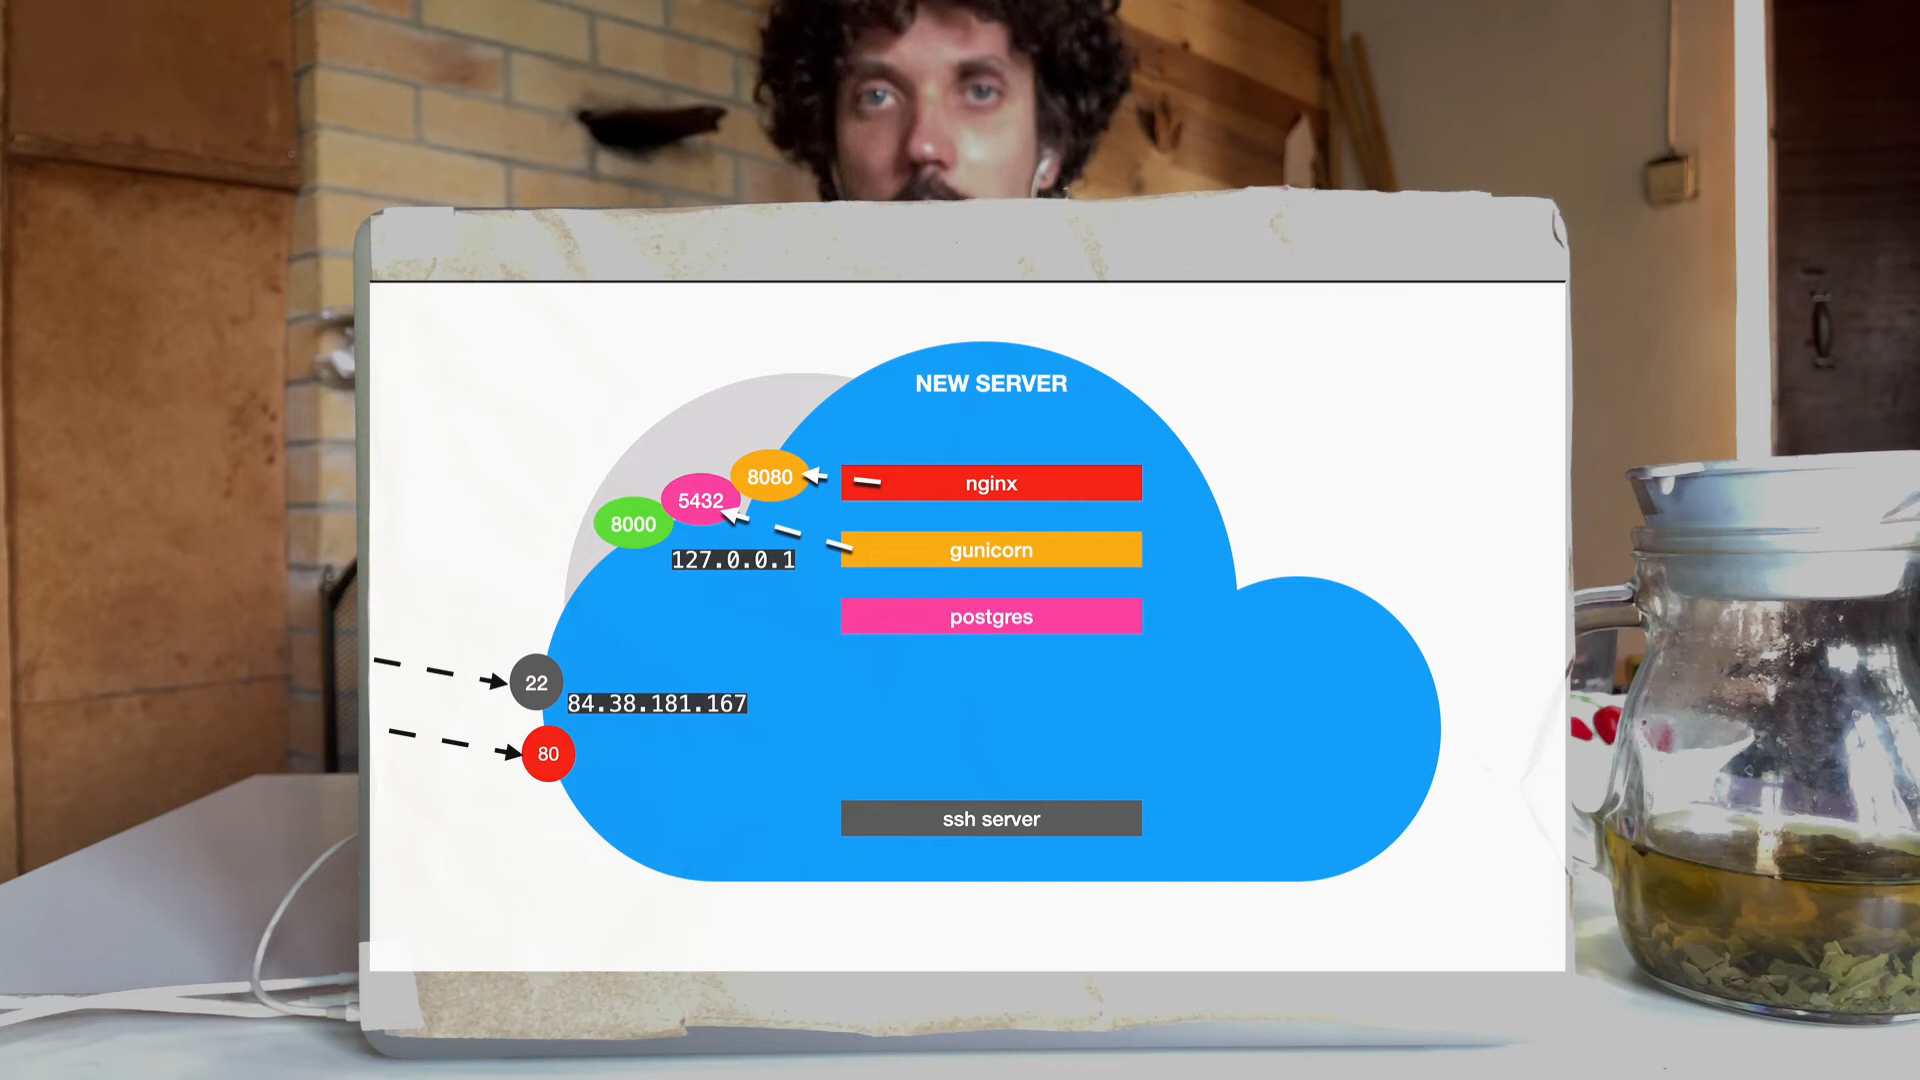 NEW SERVER
8080
nginx
5432
8000
gunicorn
127.0.0.1
postgres
22
84.38.181.167
80
ssh server